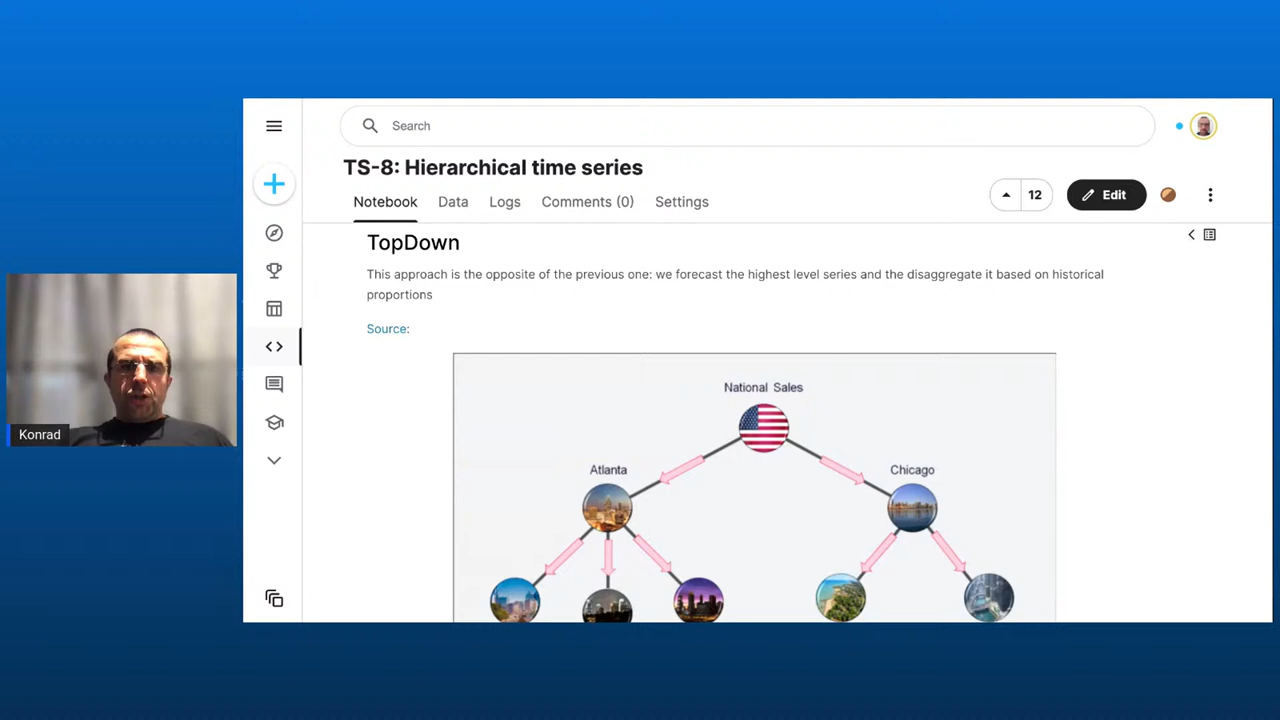 Search
TS-8: Hierarchical time series
Notebook
Data
Logs
Comments (0)
Settings
12
Edit
TopDown
This approach is the opposite of the previous one: we forecast the highest level series and the disaggregate it based on historical
proportions
Source:
National Sales
Atlanta
Chicago
Konrad